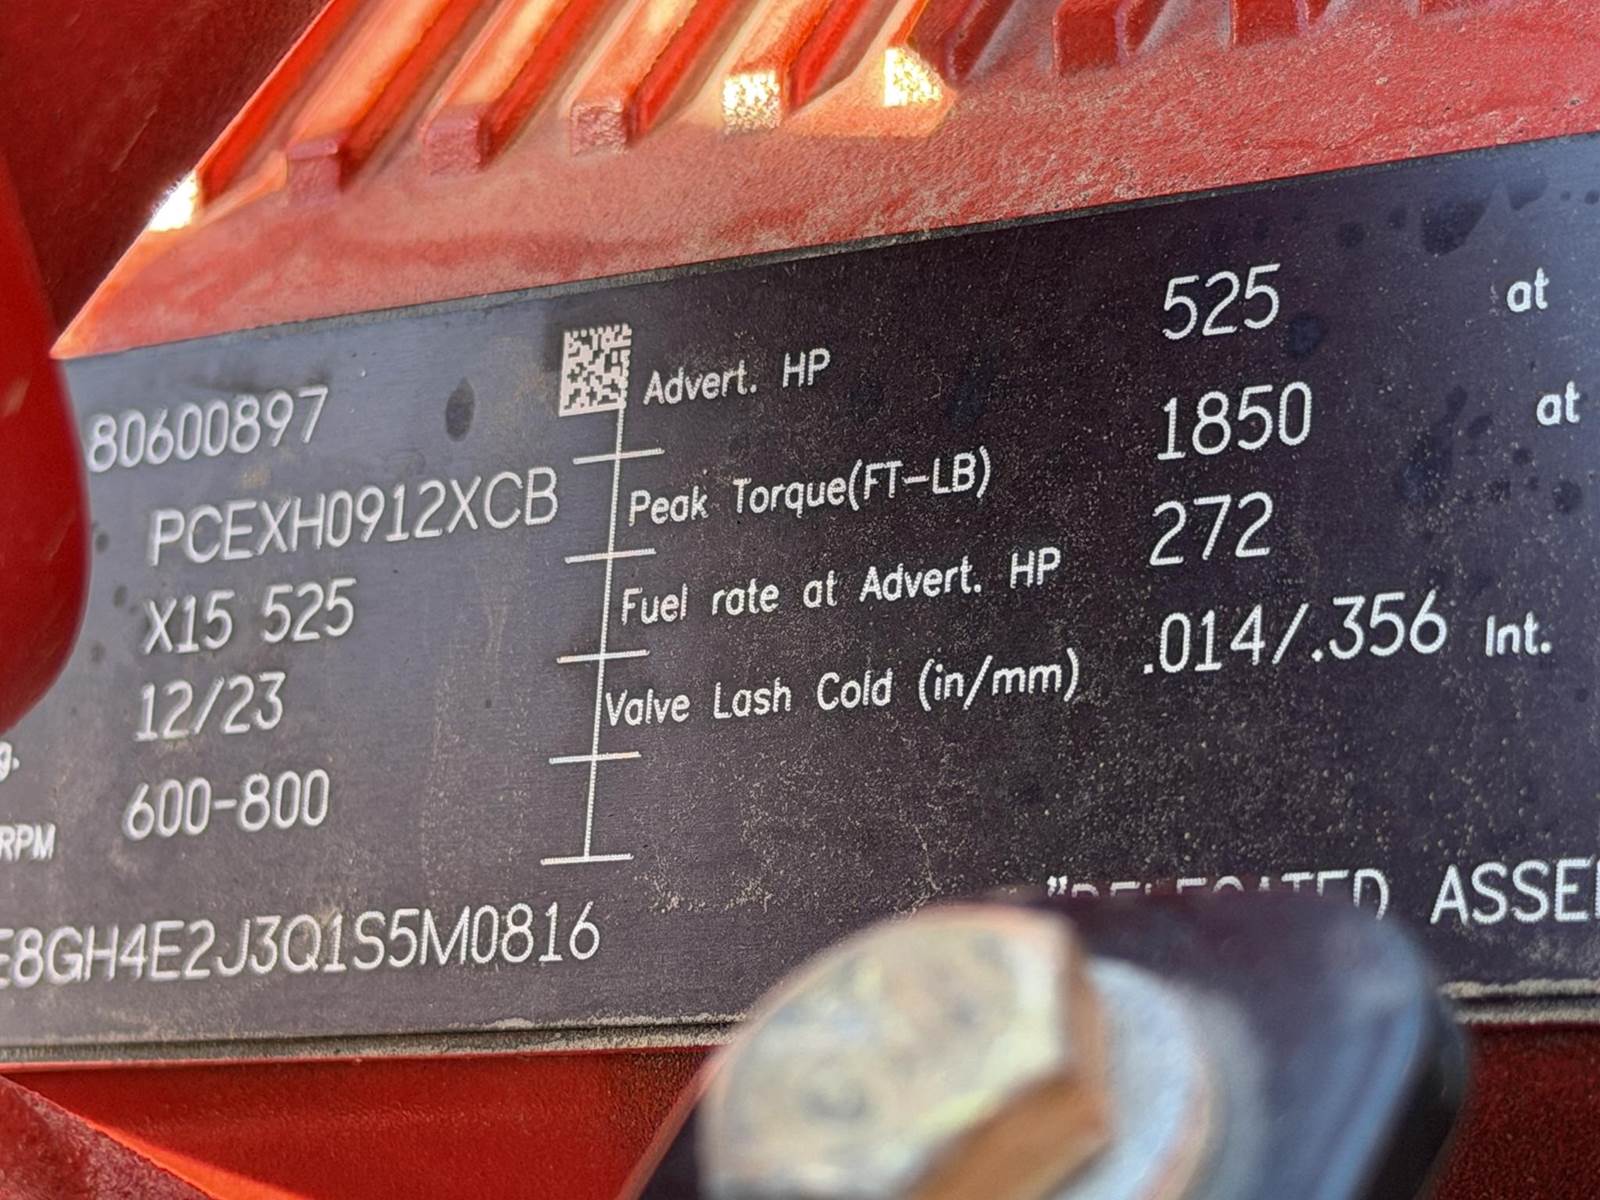 80600897
PCEXH0912XCB
X15 525
12/23
g.
600-800
RPM
E8GH4E2J3Q1S5M0816
Advert. HP 525 at
Peak Torque(FT-LB) 1850 at
Fuel rate at Advert. HP 272
Valve Lash Cold (in/mm) .014/.356 Int.
"DELEGATED ASSE